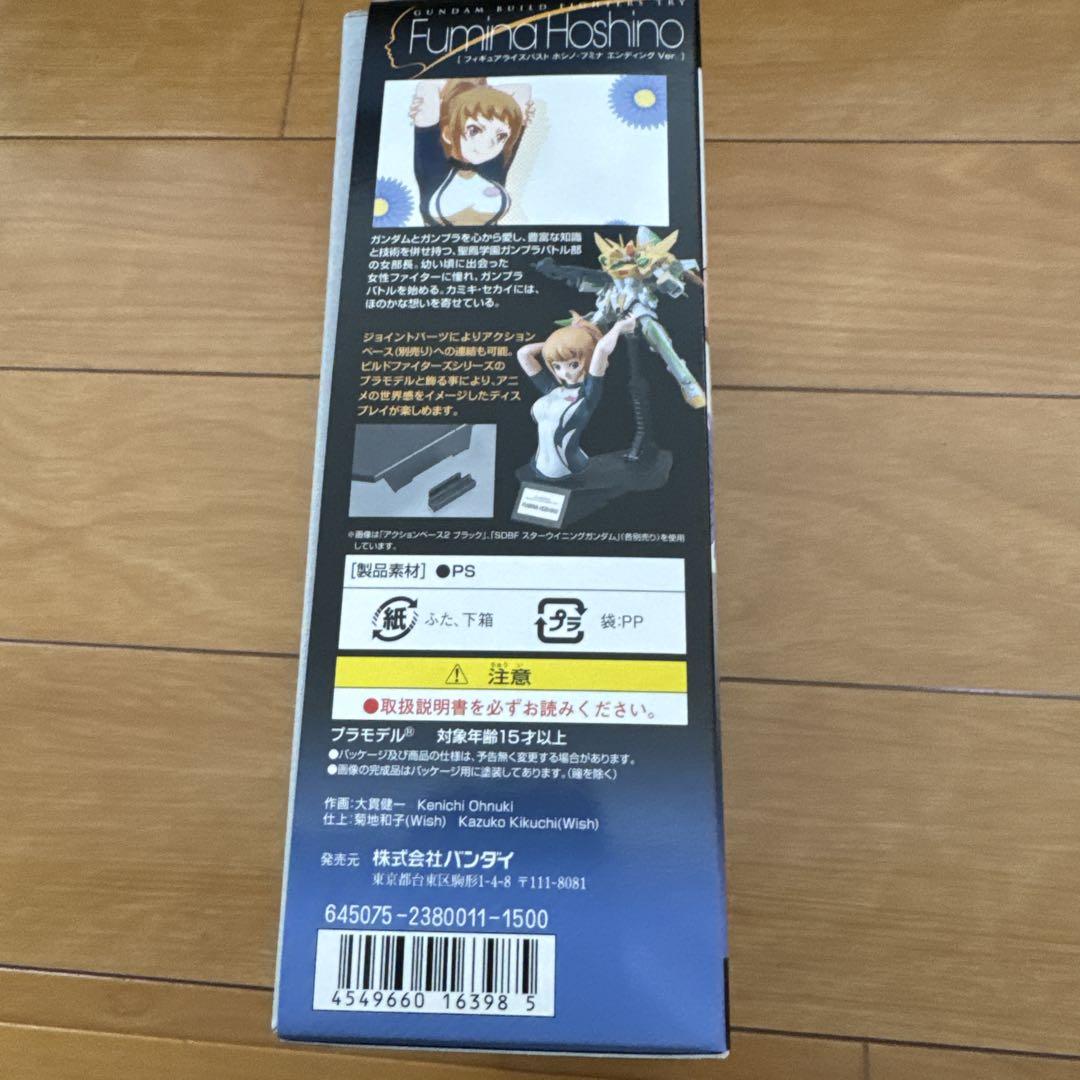 GUNDAM BUILD FIGHTERS TRY
Fumina Hoshino
[ フィギュアライズバスト ホシノ・フミナ エンディング Ver. ]
ガンダムとガンプラを心から愛し、豊富な知識
と技術を併せ持つ、聖鳳学園ガンプラバトル部
の女部長。幼い頃に出会った
女性ファイターに憧れ、ガンプラ
バトルを始める。カミキ・セカイには、
ほのかな想いを寄せている。
ジョイントパーツによりアクション
ベース(別売り)への連結も可能。
ビルドファイターズシリーズの
プラモデルと飾る事により、アニ
メの世界感をイメージしたディス
プレイが楽しめます。
FUMINA HOSHINO
※画像は「アクションベース2 ブラック」、「SDBF スターウイニングガンダム」(各別売り)を使用
しています。
[製品素材] ●PS
紙 ふた、下箱 プラ 袋:PP
ちゅう い
注意
●取扱説明書を必ずお読みください。
プラモデル® 対象年齢15才以上
●パッケージ及び商品の仕様は、予告無く変更する場合があります。
●画像の完成品はパッケージ用に塗装してあります。(瞳を除く)
作画:大貫健一 Kenichi Ohnuki
仕上:菊地和子(Wish) Kazuko Kikuchi(Wish)
発売元 株式会社バンダイ
東京都台東区駒形1-4-8 〒111-8081
645075-2380011-1500
4549660 16398 5